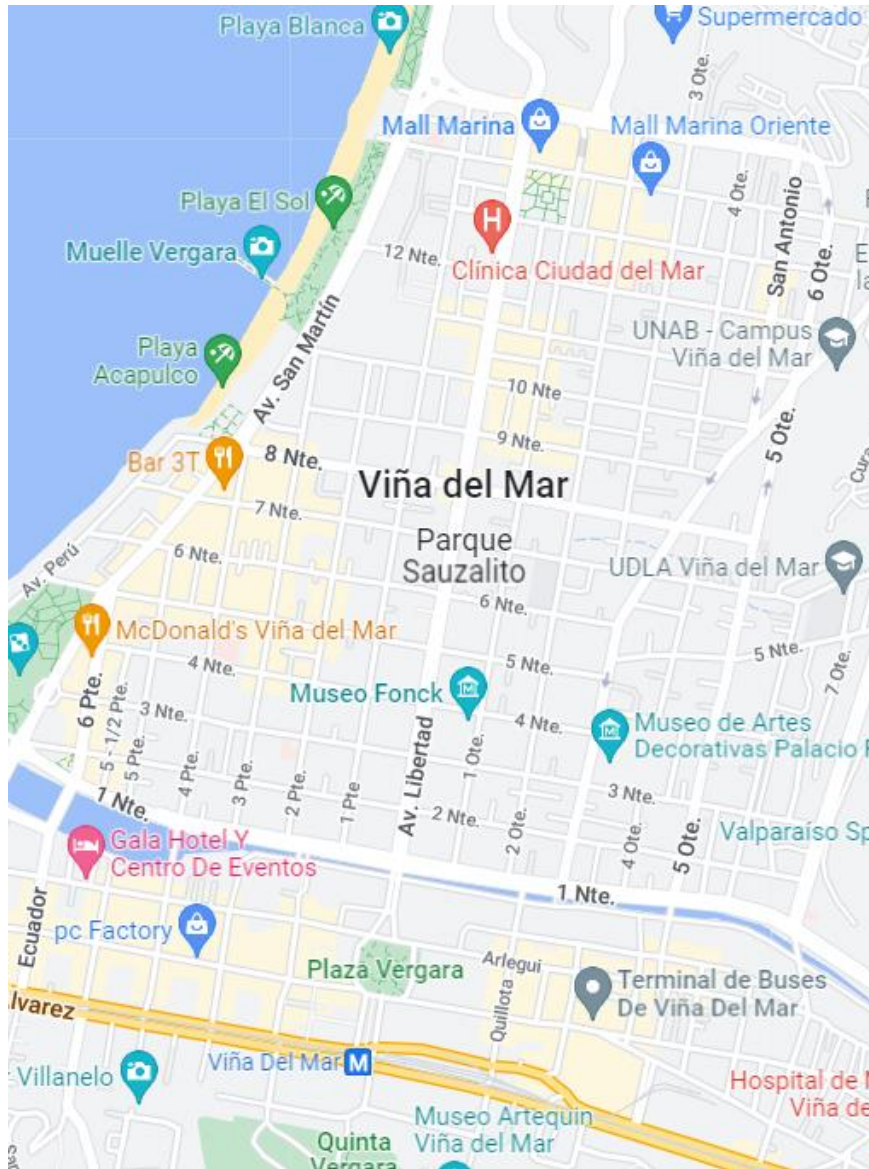 Playa Blanca
Supermercado
3 Ote.
Mall Marina
Mall Marina Oriente
4 Ote.
San Antonio
6 Ote.
Playa El Sol
Muelle Vergara
12 Nte.
Clínica Ciudad del Mar
Av. San Martín
UNAB - Campus
Viña del Mar
Playa
Acapulco
10 Nte
9 Nte.
5 Ote.
Bar 3T
8 Nte.
Viña del Mar
7 Nte.
Parque
Sauzalito
6 Nte.
Av. Perú
UDLA Viña del Mar
6 Nte.
McDonald's Viña del Mar
4 Nte.
5 Nte.
5 Nte.
7 Ote.
Museo Fonck
6 Pte.
5 - 1/2 Pte.
5 Pte.
3 Nte.
4 Pte.
3 Pte.
2 Pte.
1 Pte
Av. Libertad
1 Ote.
4 Nte.
Museo de Artes
Decorativas Palacio
1 Nte.
2 Nte.
2 Ote.
3 Nte.
4 Ote.
5 Ote.
Valparaíso Sp
Gala Hotel Y
Centro De Eventos
1 Nte.
Ecuador
pc Factory
Plaza Vergara
Arlegui
Quillota
Terminal de Buses
De Viña Del Mar
lvarez
Viña Del Mar
M
Villanelo
Hospital de
Viña de
Museo Artequin
Viña del Mar
Quinta
Vergara